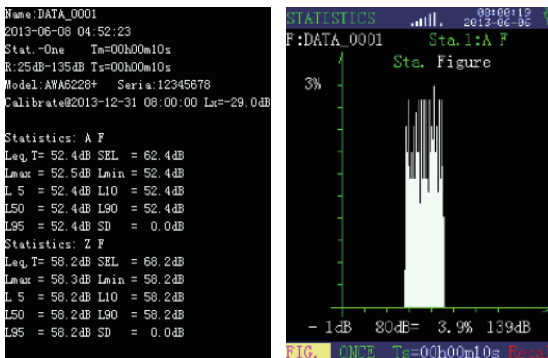 Name:DATA_0001
2013-06-08 04:52:23
Stat.-One Tm=00h00m10s
R:25dB-135dB Ts=00h00m10s
Model:AWA6228+ Seria:12345678
Calibrate@2013-12-31 08:00:00 Lx=-29.0dB
Statistics: A F
Leq,T= 52.4dB SEL = 62.4dB
Lmax = 52.5dB Lmin = 52.4dB
L 5 = 52.4dB L10 = 52.4dB
L50 = 52.4dB L90 = 52.4dB
L95 = 52.4dB SD = 0.0dB
Statistics: Z F
Leq,T= 58.2dB SEL = 68.2dB
Lmax = 58.3dB Lmin = 58.2dB
L 5 = 58.2dB L10 = 58.2dB
L50 = 58.2dB L90 = 58.2dB
L95 = 58.2dB SD = 0.0dB
STATISTICS 08:00:19
2013-06-06
F:DATA_0001 Sta.1:A F
Sta. Figure
3%
- 1dB 80dB= 3.9% 139dB
FIG. ONCE Ts=00h00m10s